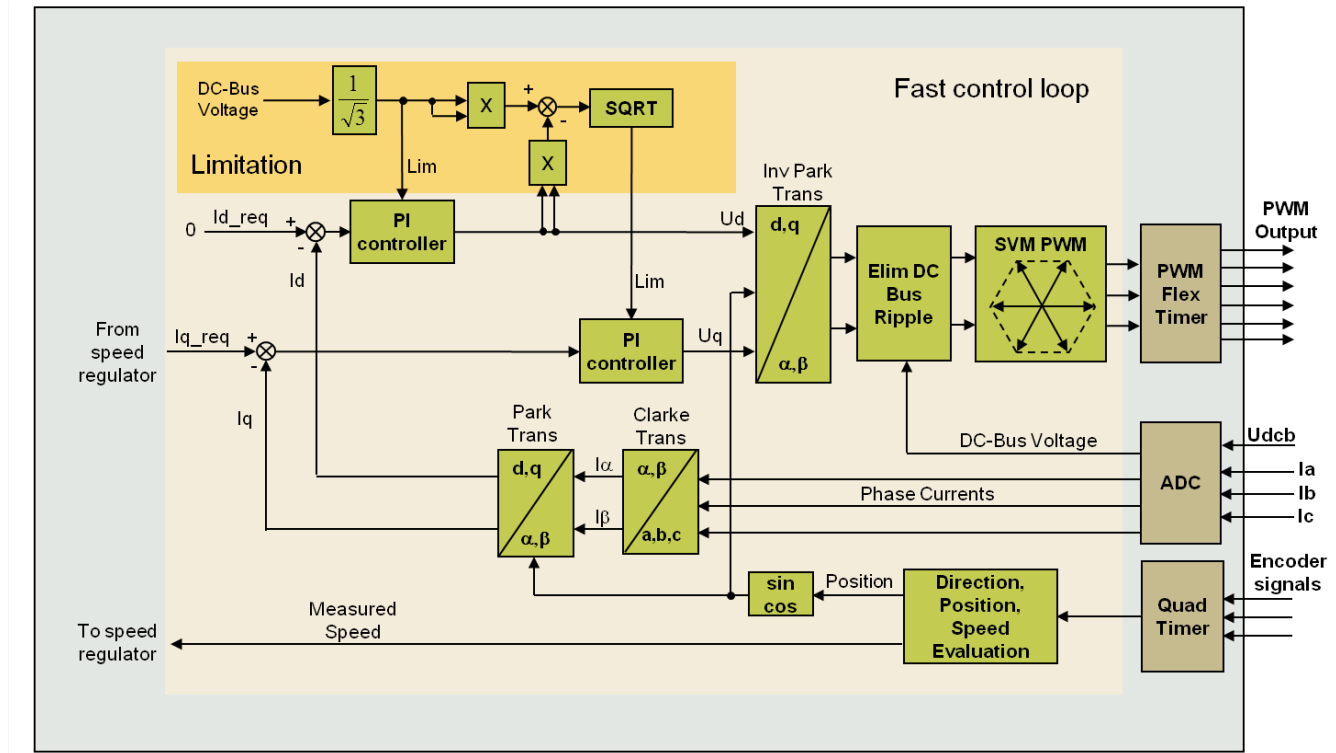 DC-Bus
Voltage
1
√3
X
+
-
SQRT
Fast control loop
Limitation
Lim
X
Inv Park
Trans
0
Id_req
+
-
PI
controller
Ud
d,q
α,β
Elim DC
Bus
Ripple
SVM PWM
PWM
Flex
Timer
PWM
Output
Id
Lim
From
speed
regulator
Iq_req
+
-
PI
controller
Uq
Iq
Park
Trans
Clarke
Trans
DC-Bus Voltage
Udcb
d,q
α,β
Iα
Iβ
α,β
a,b,c
Phase Currents
ADC
Ia
Ib
Ic
sin
cos
Position
Direction,
Position,
Speed
Evaluation
Quad
Timer
Encoder
signals
Measured
Speed
To speed
regulator